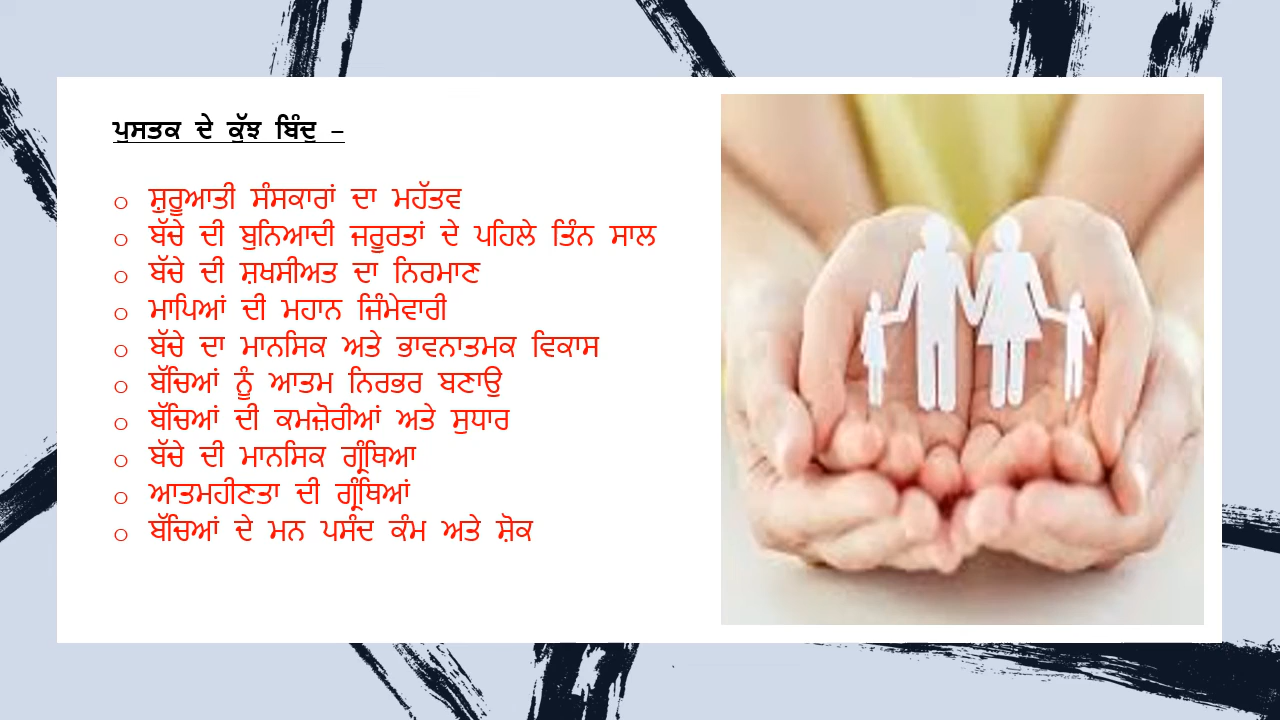 ਪੁਸਤਕ ਦੇ ਕੁੱਝ ਬਿੰਦੂ –
o ਸ਼ੁਰੂਆਤੀ ਸੰਸਕਾਰਾਂ ਦਾ ਮਹੱਤਵ
o ਬੱਚੇ ਦੀ ਬੁਨਿਆਦੀ ਜਰੂਰਤਾਂ ਦੇ ਪਹਿਲੇ ਤਿੰਨ ਸਾਲ
o ਬੱਚੇ ਦੀ ਸ਼ਖਸੀਅਤ ਦਾ ਨਿਰਮਾਣ
o ਮਾਪਿਆਂ ਦੀ ਮਹਾਨ ਜਿੰਮੇਵਾਰੀ
o ਬੱਚੇ ਦਾ ਮਾਨਸਿਕ ਅਤੇ ਭਾਵਨਾਤਮਕ ਵਿਕਾਸ
o ਬੱਚਿਆਂ ਨੂੰ ਆਤਮ ਨਿਰਭਰ ਬਣਾਉ
o ਬੱਚਿਆਂ ਦੀ ਕਮਜ਼ੋਰੀਆਂ ਅਤੇ ਸੁਧਾਰ
o ਬੱਚੇ ਦੀ ਮਾਨਸਿਕ ਗ੍ਰੰਥਿਆ
o ਆਤਮਹੀਣਤਾ ਦੀ ਗ੍ਰੰਥਿਆਂ
o ਬੱਚਿਆਂ ਦੇ ਮਨ ਪਸੰਦ ਕੰਮ ਅਤੇ ਸ਼ੋਕ